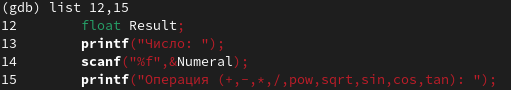 (gdb) list 12,15
12 float Result;
13 printf("Число: ");
14 scanf("%f",&Numeral);
15 printf("Операция (+,-,*,/,pow,sqrt,sin,cos,tan): ");